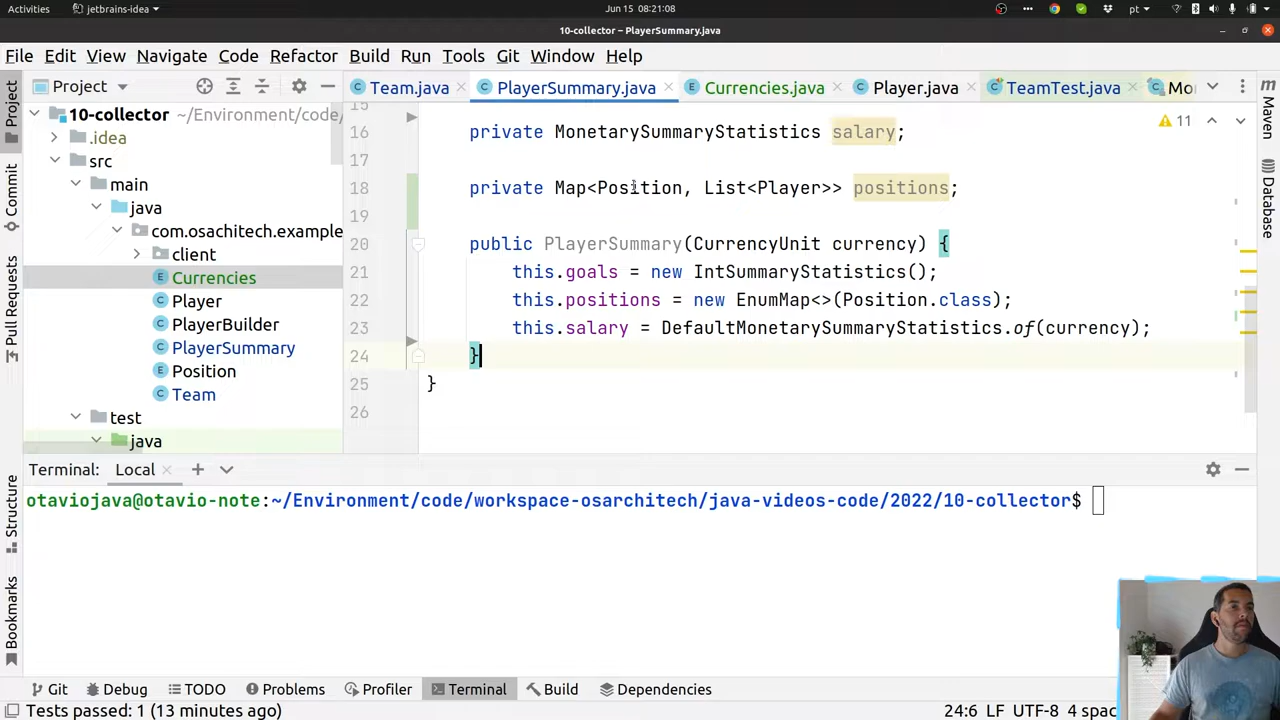 Activities
jetbrains-idea
Jun 15 08:21:08
pt
10-collector – PlayerSummary.java
File Edit View Navigate Code Refactor Build Run Tools Git Window Help
Project
Team.java
PlayerSummary.java
Currencies.java
Player.java
TeamTest.java
Mo
Project
Commit
Pull Requests
Structure
Bookmarks
10-collector ~/Environment/code/
.idea
src
main
java
com.osachitech.example
client
Currencies
Player
PlayerBuilder
PlayerSummary
Position
Team
test
java
15
16 private MonetarySummaryStatistics salary;
17
18 private Map<Position, List<Player>> positions;
19
20 public PlayerSummary(CurrencyUnit currency) {
21 this.goals = new IntSummaryStatistics();
22 this.positions = new EnumMap<>(Position.class);
23 this.salary = DefaultMonetarySummaryStatistics.of(currency);
24 }
25 }
26
11
Maven
Database
Terminal: Local
otaviojava@otavio-note:~/Environment/code/workspace-osarchitech/java-videos-code/2022/10-collector$
Git Debug TODO Problems Profiler Terminal Build Dependencies
Tests passed: 1 (13 minutes ago)
24:6 LF UTF-8 4 spac